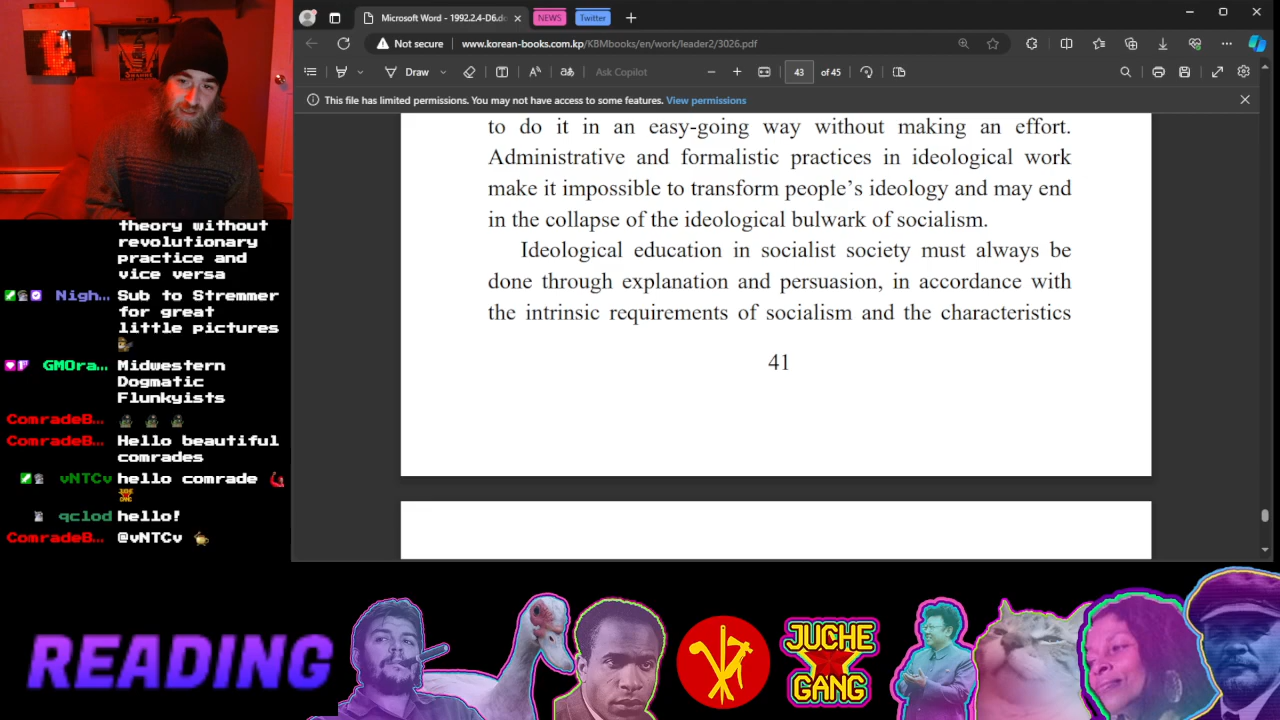 Microsoft Word - 1992.2.4-D6.do
NEWS
Twitter
Not secure
www.korean-books.com.kp/KBMbooks/en/work/leader2/3026.pdf
Draw
Ask Copilot
43 of 45
This file has limited permissions. You may not have access to some features. View permissions
to do it in an easy-going way without making an effort.
Administrative and formalistic practices in ideological work
make it impossible to transform people's ideology and may end
in the collapse of the ideological bulwark of socialism.
Ideological education in socialist society must always be
done through explanation and persuasion, in accordance with
the intrinsic requirements of socialism and the characteristics
41
theory without
revolutionary
practice and
vice versa
Nigh... Sub to Stremmer
for great
little pictures
GMOra... Midwestern
Dogmatic
Flunkyists
ComradeB...
ComradeB... Hello beautiful
comrades
vNTCv hello comrade
qclod hello!
ComradeB... @vNTCv
READING
JUCHE
GANG